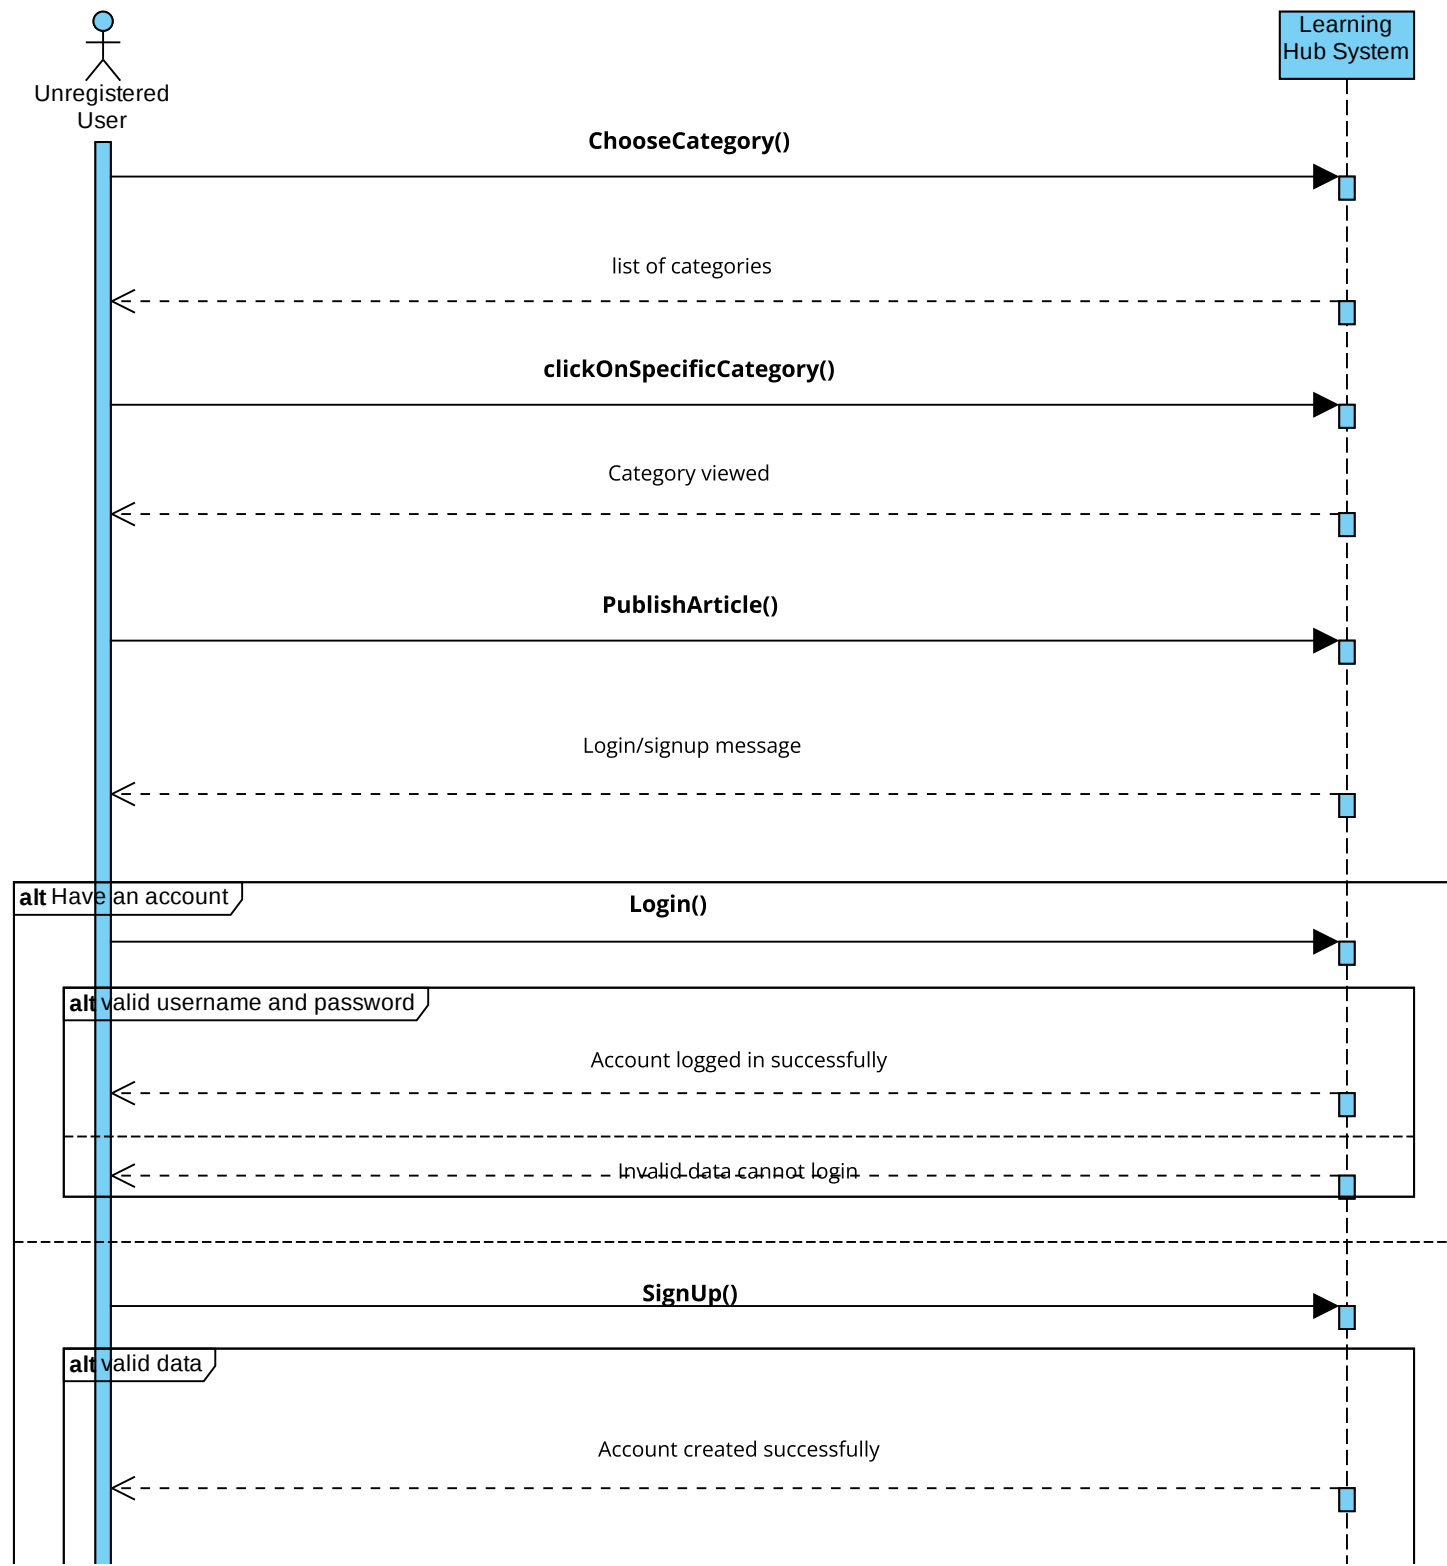 Unregistered
User
Learning
Hub System
ChooseCategory()
list of categories
clickOnSpecificCategory()
Category viewed
PublishArticle()
Login/signup message
alt Have an account
Login()
alt valid username and password
Account logged in successfully
Invalid data cannot login
SignUp()
alt valid data
Account created successfully